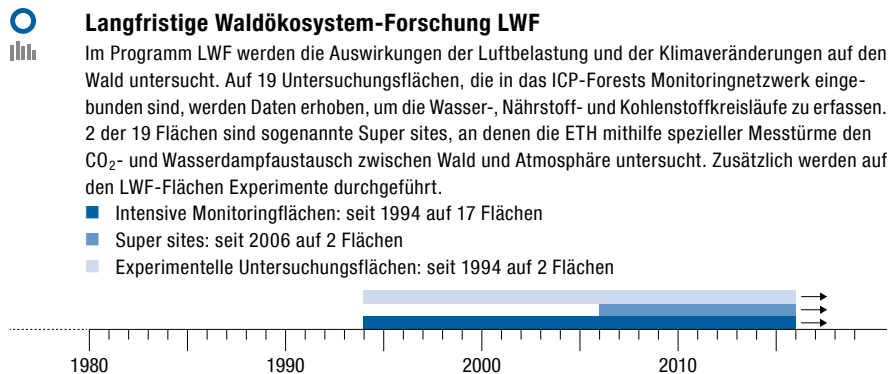 Langfristige Waldökosystem-Forschung LWF
Im Programm LWF werden die Auswirkungen der Luftbelastung und der Klimaveränderungen auf den
Wald untersucht. Auf 19 Untersuchungsflächen, die in das ICP-Forests Monitoringnetzwerk einge-
bunden sind, werden Daten erhoben, um die Wasser-, Nährstoff- und Kohlenstoffkreisläufe zu erfassen.
2 der 19 Flächen sind sogenannte Super sites, an denen die ETH mithilfe spezieller Messtürme den
CO₂- und Wasserdampfaustausch zwischen Wald und Atmosphäre untersucht. Zusätzlich werden auf
den LWF-Flächen Experimente durchgeführt.
Intensive Monitoringflächen: seit 1994 auf 17 Flächen
Super sites: seit 2006 auf 2 Flächen
Experimentelle Untersuchungsflächen: seit 1994 auf 2 Flächen
1980 1990 2000 2010